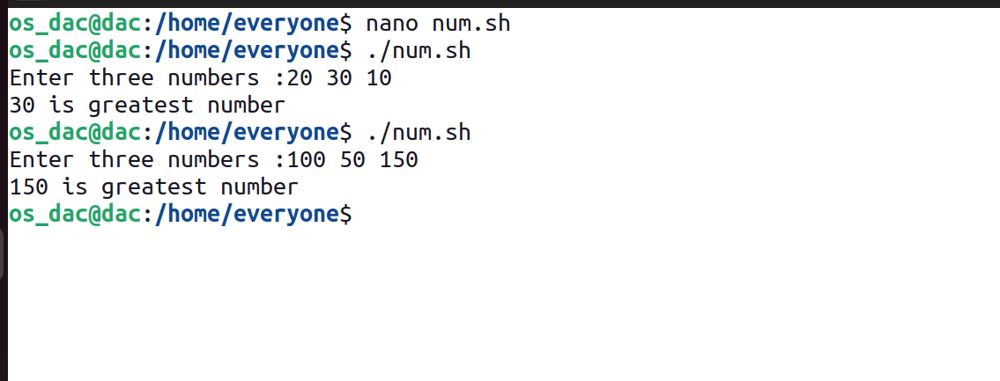 os_dac@dac:/home/everyone$ nano num.sh
os_dac@dac:/home/everyone$ ./num.sh
Enter three numbers :20 30 10
30 is greatest number
os_dac@dac:/home/everyone$ ./num.sh
Enter three numbers :100 50 150
150 is greatest number
os_dac@dac:/home/everyone$